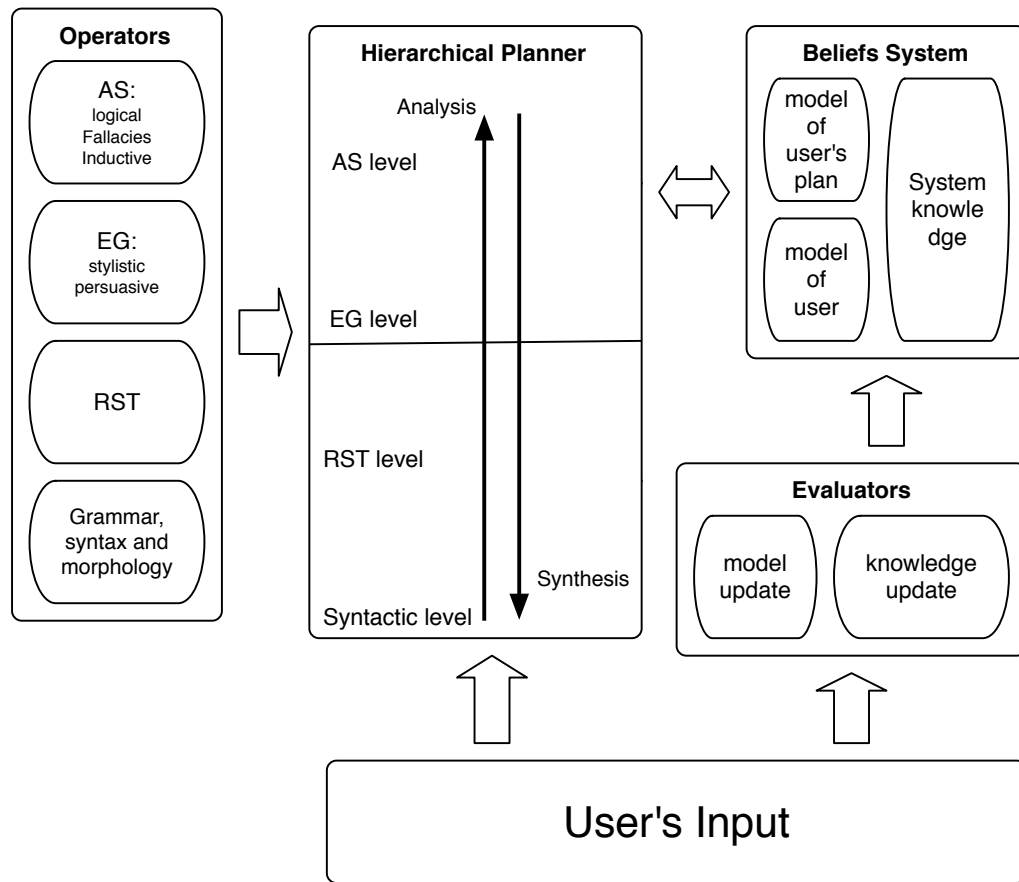 Operators
AS:
logical
Fallacies
Inductive
EG:
stylistic
persuasive
RST
Grammar,
syntax and
morphology
Hierarchical Planner
Analysis
AS level
EG level
RST level
Synthesis
Syntactic level
Beliefs System
model
of
user's
plan
model
of
user
System
knowle
dge
Evaluators
model
update
knowledge
update
User's Input